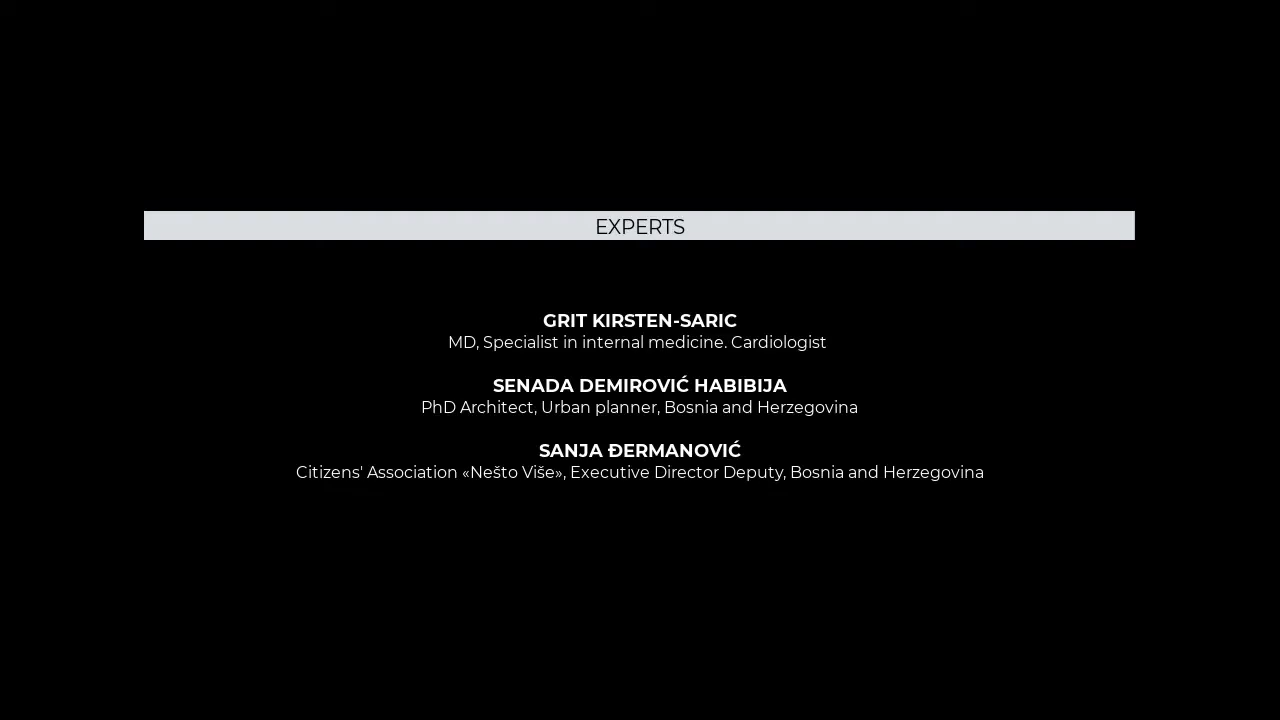 EXPERTS
GRIT KIRSTEN-SARIC
MD, Specialist in internal medicine. Cardiologist
SENADA DEMIROVIĆ HABIBIJA
PhD Architect, Urban planner, Bosnia and Herzegovina
SANJA ĐERMANOVIĆ
Citizens' Association «Nešto Više», Executive Director Deputy, Bosnia and Herzegovina